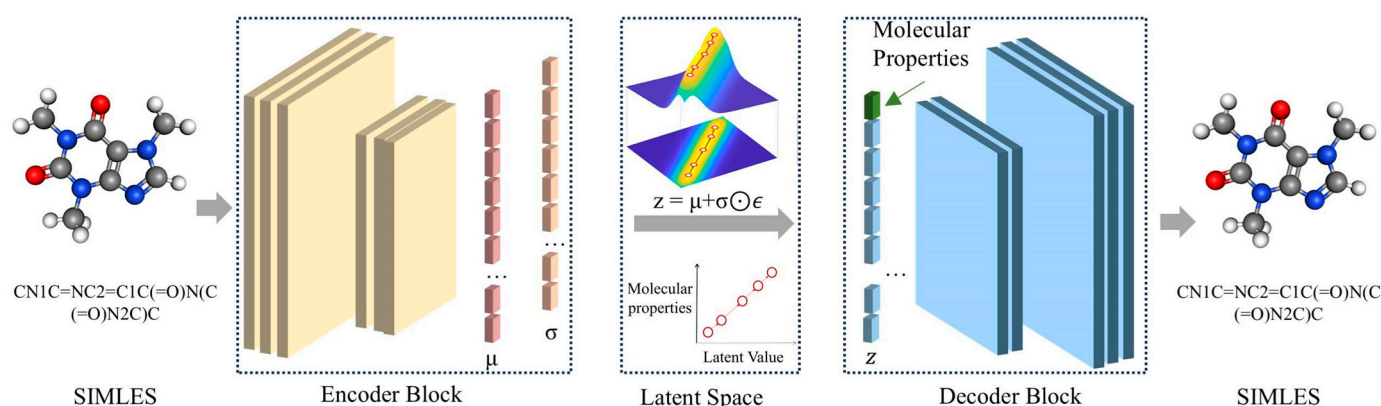 CN1C=NC2=C1C(=O)N(C
(=O)N2C)C
SIMLES
...
μ
...
σ
Encoder Block
z = μ+σ⊙ϵ
Molecular
properties
Latent Value
Latent Space
Molecular
Properties
...
z
Decoder Block
CN1C=NC2=C1C(=O)N(C
(=O)N2C)C
SIMLES